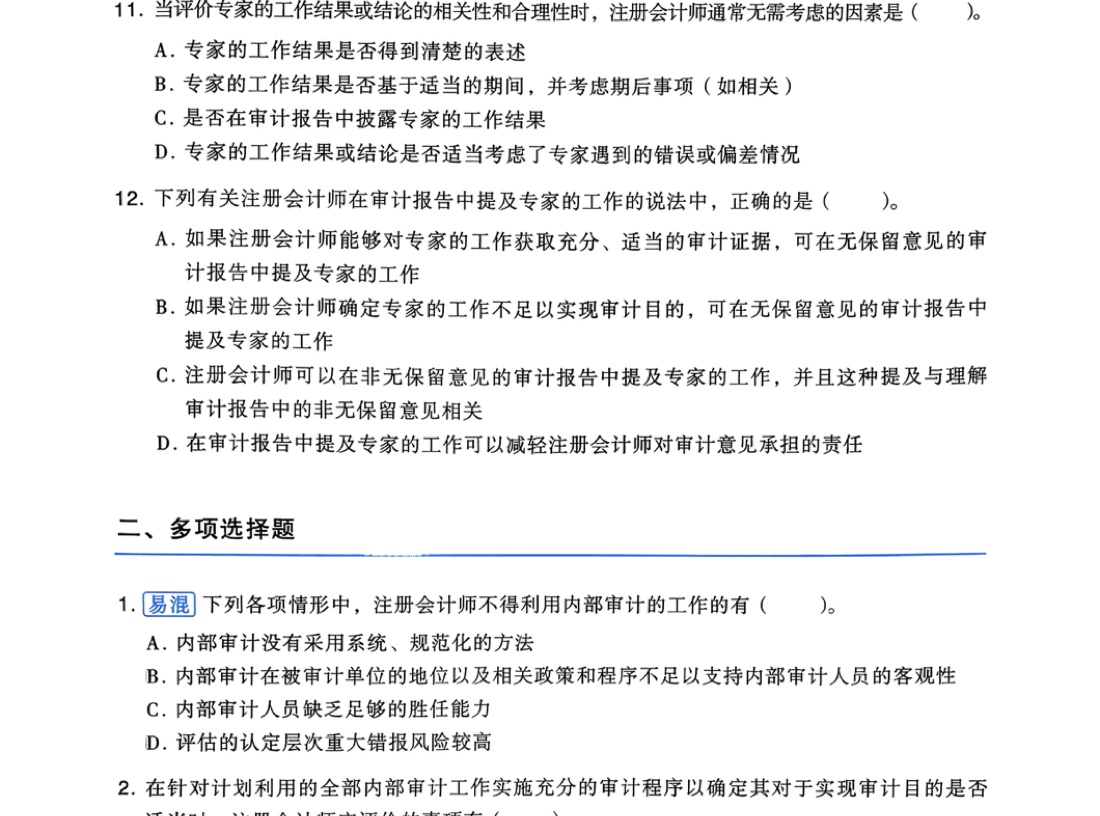 11. 当评价专家的工作结果或结论的相关性和合理性时，注册会计师通常无需考虑的因素是（　　）。
A. 专家的工作结果是否得到清楚的表述
B. 专家的工作结果是否基于适当的期间，并考虑期后事项（如相关）
C. 是否在审计报告中披露专家的工作结果
D. 专家的工作结果或结论是否适当考虑了专家遇到的错误或偏差情况
12. 下列有关注册会计师在审计报告中提及专家的工作的说法中，正确的是（　　）。
A. 如果注册会计师能够对专家的工作获取充分、适当的审计证据，可在无保留意见的审
计报告中提及专家的工作
B. 如果注册会计师确定专家的工作不足以实现审计目的，可在无保留意见的审计报告中
提及专家的工作
C. 注册会计师可以在非无保留意见的审计报告中提及专家的工作，并且这种提及与理解
审计报告中的非无保留意见相关
D. 在审计报告中提及专家的工作可以减轻注册会计师对审计意见承担的责任
二、多项选择题
1. 易混 下列各项情形中，注册会计师不得利用内部审计的工作的有（　　）。
A. 内部审计没有采用系统、规范化的方法
B. 内部审计在被审计单位的地位以及相关政策和程序不足以支持内部审计人员的客观性
C. 内部审计人员缺乏足够的胜任能力
D. 评估的认定层次重大错报风险较高
2. 在针对计划利用的全部内部审计工作实施充分的审计程序以确定其对于实现审计目的是否